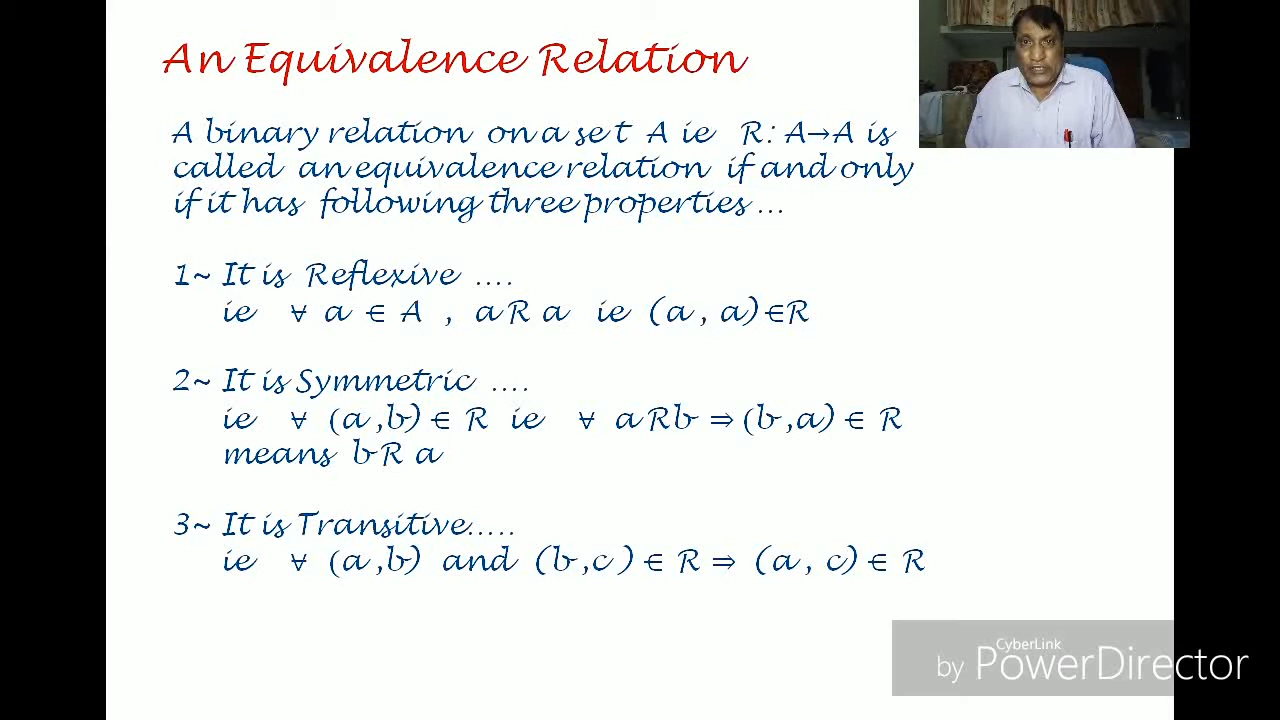 An Equivalence Relation
A binary relation on a set A ie R: A→A is
called an equivalence relation if and only
if it has following three properties ...
1~ It is Reflexive ....
ie ∀ a ∈ A , a R a ie (a , a) ∈ R
2~ It is Symmetric ....
ie ∀ (a ,b) ∈ R ie ∀ a R b ⇒ (b ,a) ∈ R
means b R a
3~ It is Transitive.....
ie ∀ (a ,b) and (b ,c ) ∈ R ⇒ (a , c) ∈ R
CyberLink
by PowerDirector